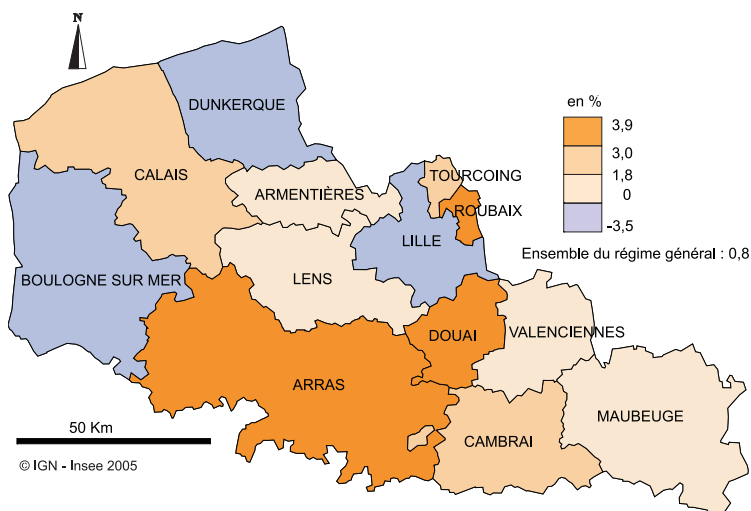 N
DUNKERQUE
en %
3,9
3,0
1,8
0
-3,5
Ensemble du régime général : 0,8
CALAIS
TOURCOING
ARMENTIÈRES
ROUBAIX
LILLE
BOULOGNE SUR MER
LENS
DOUAI
VALENCIENNES
ARRAS
MAUBEUGE
CAMBRAI
50 Km
© IGN - Insee 2005